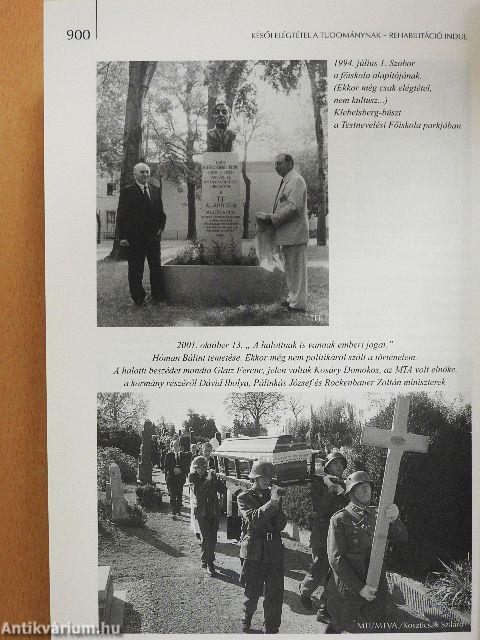 900
KÉSŐI ELÉGTÉTEL A TUDOMÁNYNAK – REHABILITÁCIÓ INDUL
1994. július 1. Szobor
a főiskola alapítójának.
(Ekkor még csak elégtétel,
nem kultusz...)
Klebelsberg-büszt
a Testnevelési Főiskola parkjában
ALAPÍTÓJA
2001. október 13. „ A halottnak is vannak emberi jogai.”
Hóman Bálint temetése. Ekkor még nem politikáról szólt a történelem.
A halotti beszédet mondta Glatz Ferenc, jelen voltak Kosáry Domokos, az MTA volt elnöke,
a kormány részéről Dávid Ibolya, Pálinkás József és Rockenbauer Zoltán miniszterek
MTI/MTVA /Koszticsák Szilárd
Antikvárium.hu